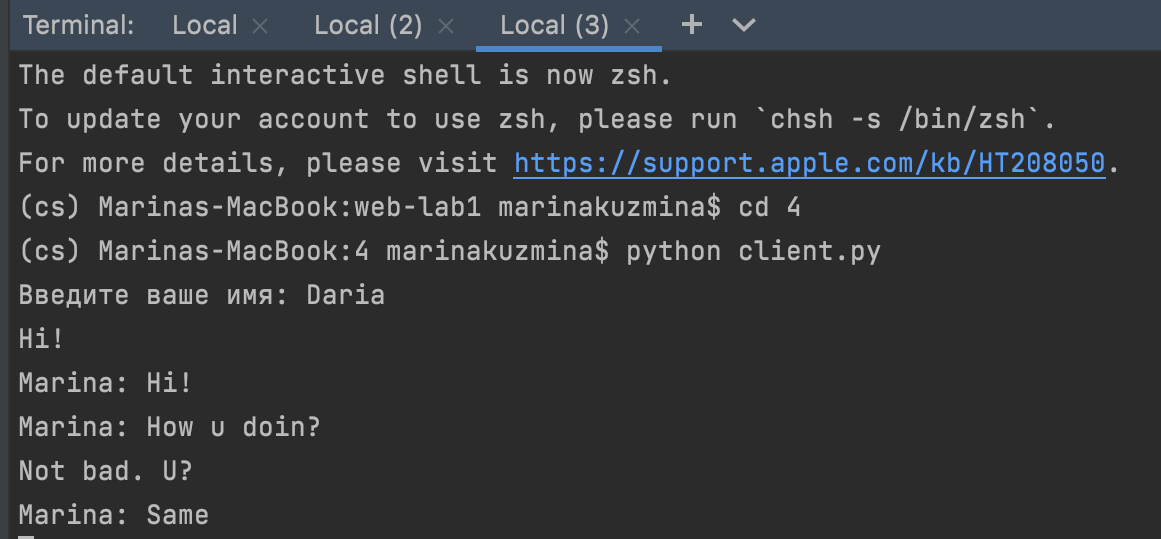 Terminal: Local × Local (2) × Local (3) × +
The default interactive shell is now zsh.
To update your account to use zsh, please run `chsh -s /bin/zsh`.
For more details, please visit https://support.apple.com/kb/HT208050.
(cs) Marinas-MacBook:web-lab1 marinakuzmina$ cd 4
(cs) Marinas-MacBook:4 marinakuzmina$ python client.py
Введите ваше имя: Daria
Hi!
Marina: Hi!
Marina: How u doin?
Not bad. U?
Marina: Same